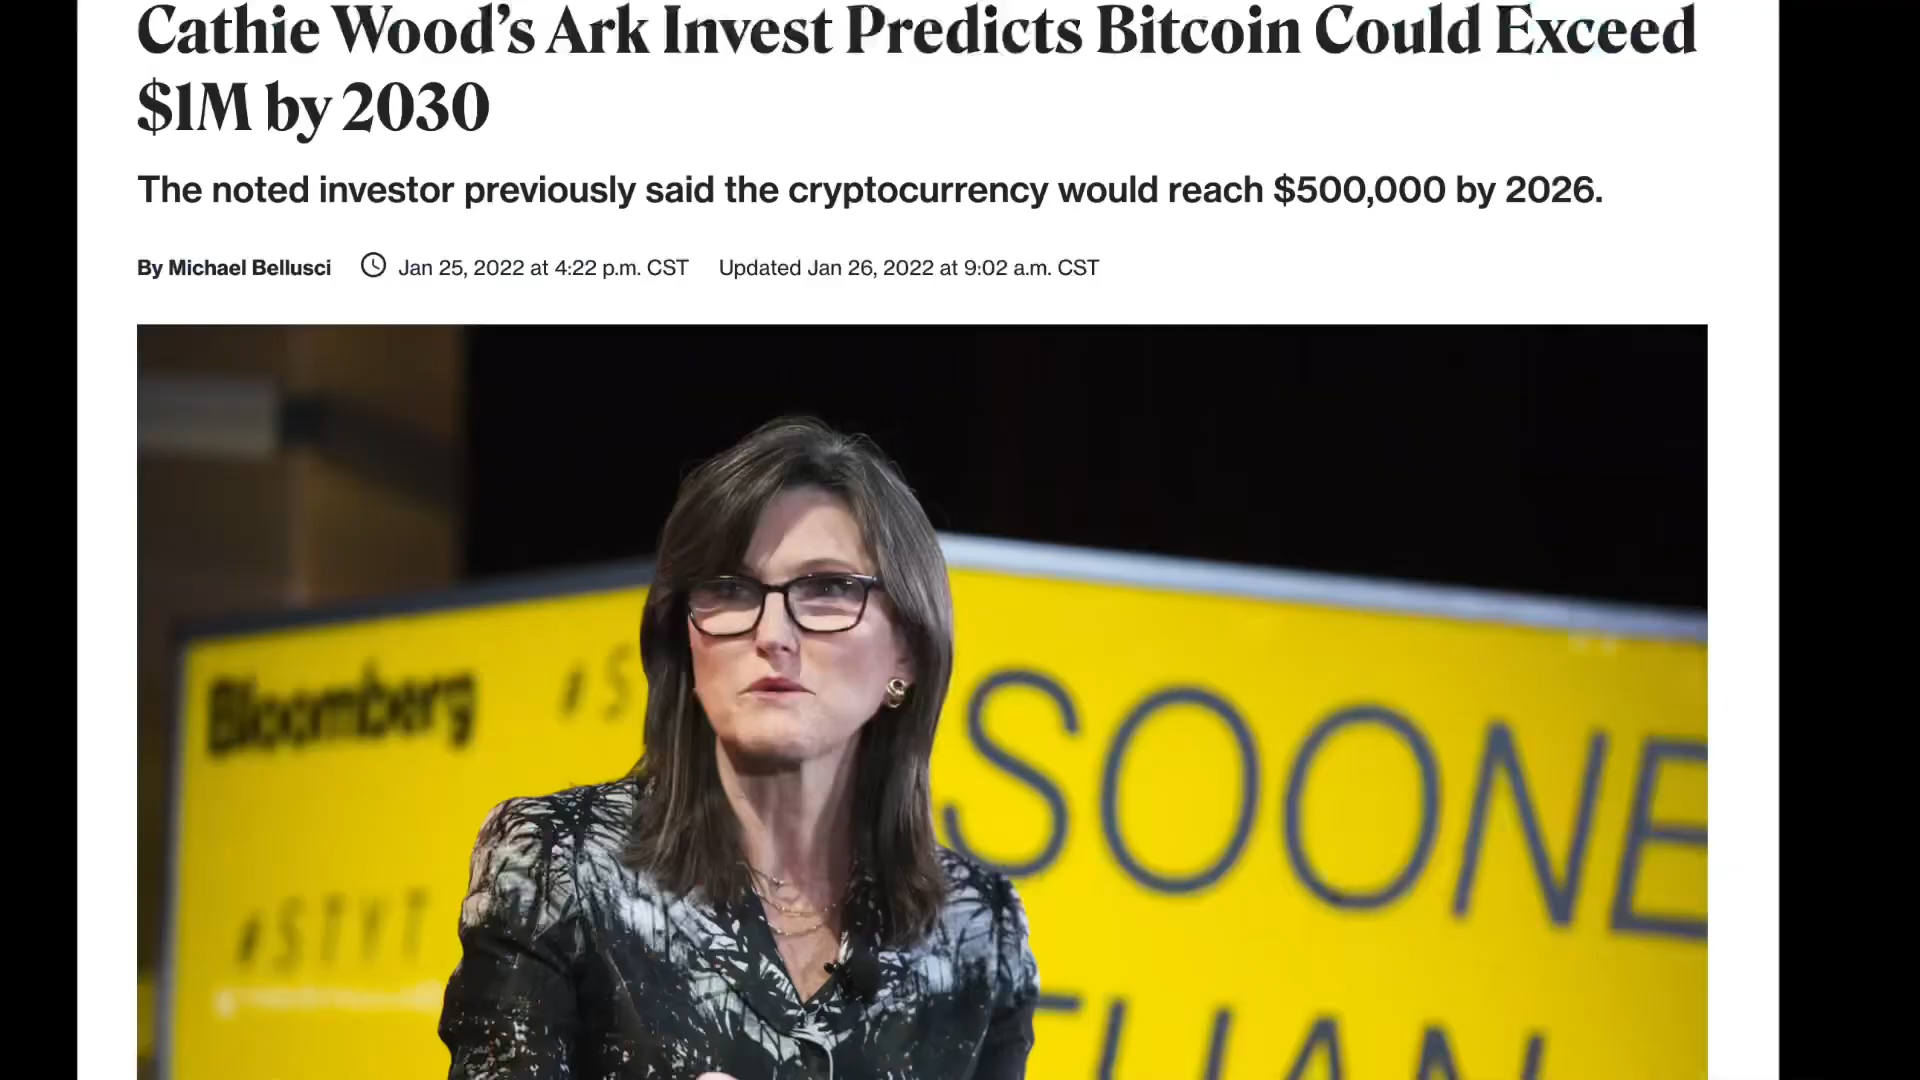 Cathie Wood's Ark Invest Predicts Bitcoin Could Exceed
$1M by 2030
The noted investor previously said the cryptocurrency would reach $500,000 by 2026.
By Michael Bellusci Jan 25, 2022 at 4:22 p.m. CST Updated Jan 26, 2022 at 9:02 a.m. CST
Bloomberg #S
SOONE
#STYT
THAN